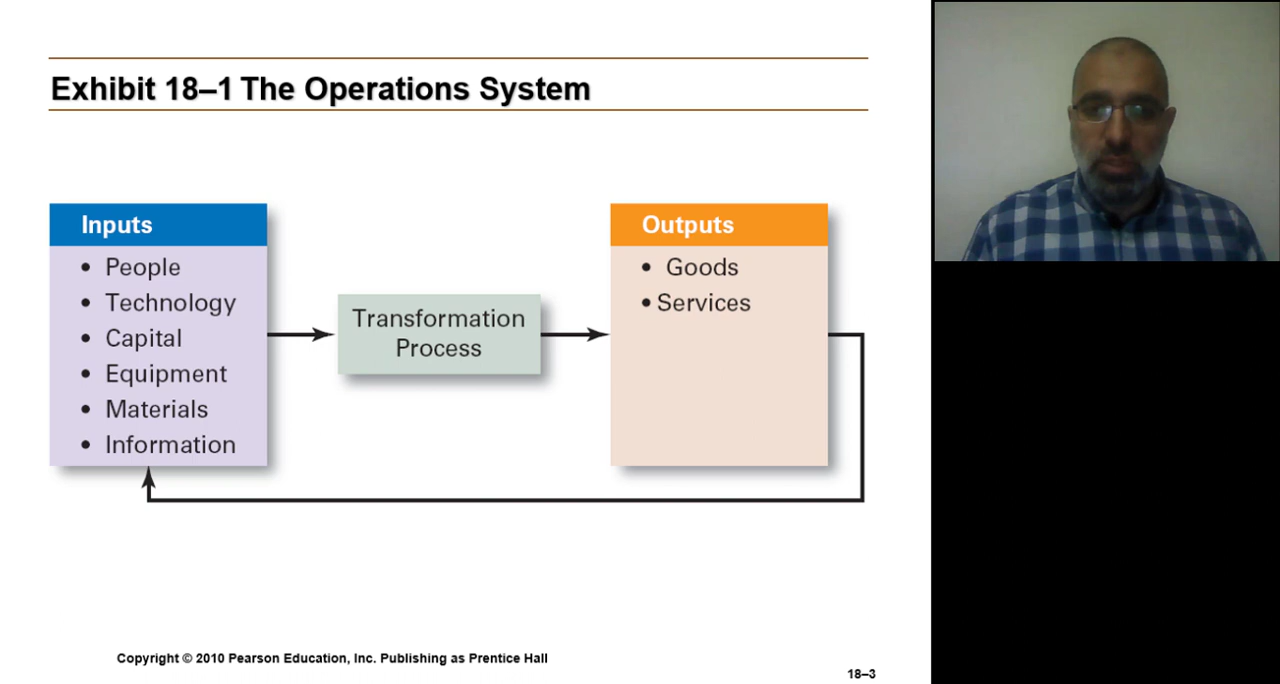 Exhibit 18–1 The Operations System
Inputs
• People
• Technology
• Capital
• Equipment
• Materials
• Information
Transformation
Process
Outputs
• Goods
• Services
Copyright © 2010 Pearson Education, Inc. Publishing as Prentice Hall
18–3